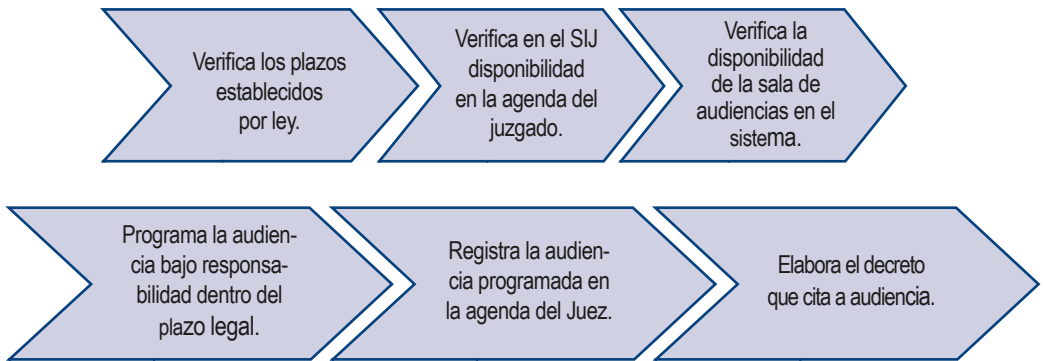 Verifica los plazos
establecidos
por ley.
Verifica en el SIJ
disponibilidad
en la agenda del
juzgado.
Verifica la
disponibilidad
de la sala de
audiencias en el
sistema.
Programa la audien-
cia bajo responsa-
bilidad dentro del
plazo legal.
Registra la audien-
cia programada en
la agenda del Juez.
Elabora el decreto
que cita a audiencia.